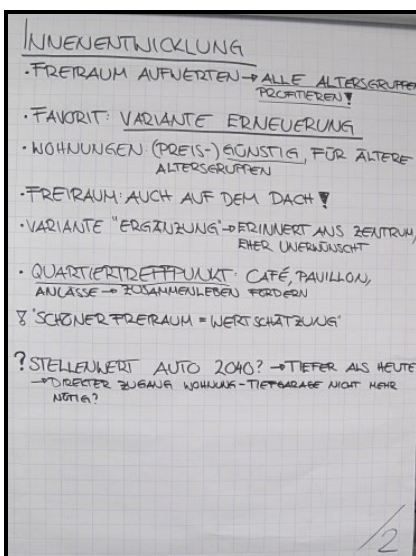 INNENENTWICKLUNG
· FREIRAUM AUFWERTEN → ALLE ALTERSGRUPPEN
PROFITIEREN!
· FAVORIT: VARIANTE ERNEUERUNG
· WOHNUNGEN: (PREIS-) GÜNSTIG, FÜR ÄLTERE
ALTERSGRUPPEN
· FREIRAUM: AUCH AUF DEM DACH!
· VARIANTE "ERGÄNZUNG" → ERINNERT ANS ZENTRUM,
EHER UNERWÜNSCHT
· QUARTIERTREFFPUNKT: CAFÉ, PAVILLON,
ANLÄSSE → ZUSAMMENLEBEN FÖRDERN
"SCHÖNER FREIRAUM = WERTSCHÄTZUNG"
? STELLENWERT AUTO 2040? → TIEFER ALS HEUTE
→ DIREKTER ZUGANG WOHNUNG - TIEFGARAGE NICHT MEHR
NÖTIG?
/2